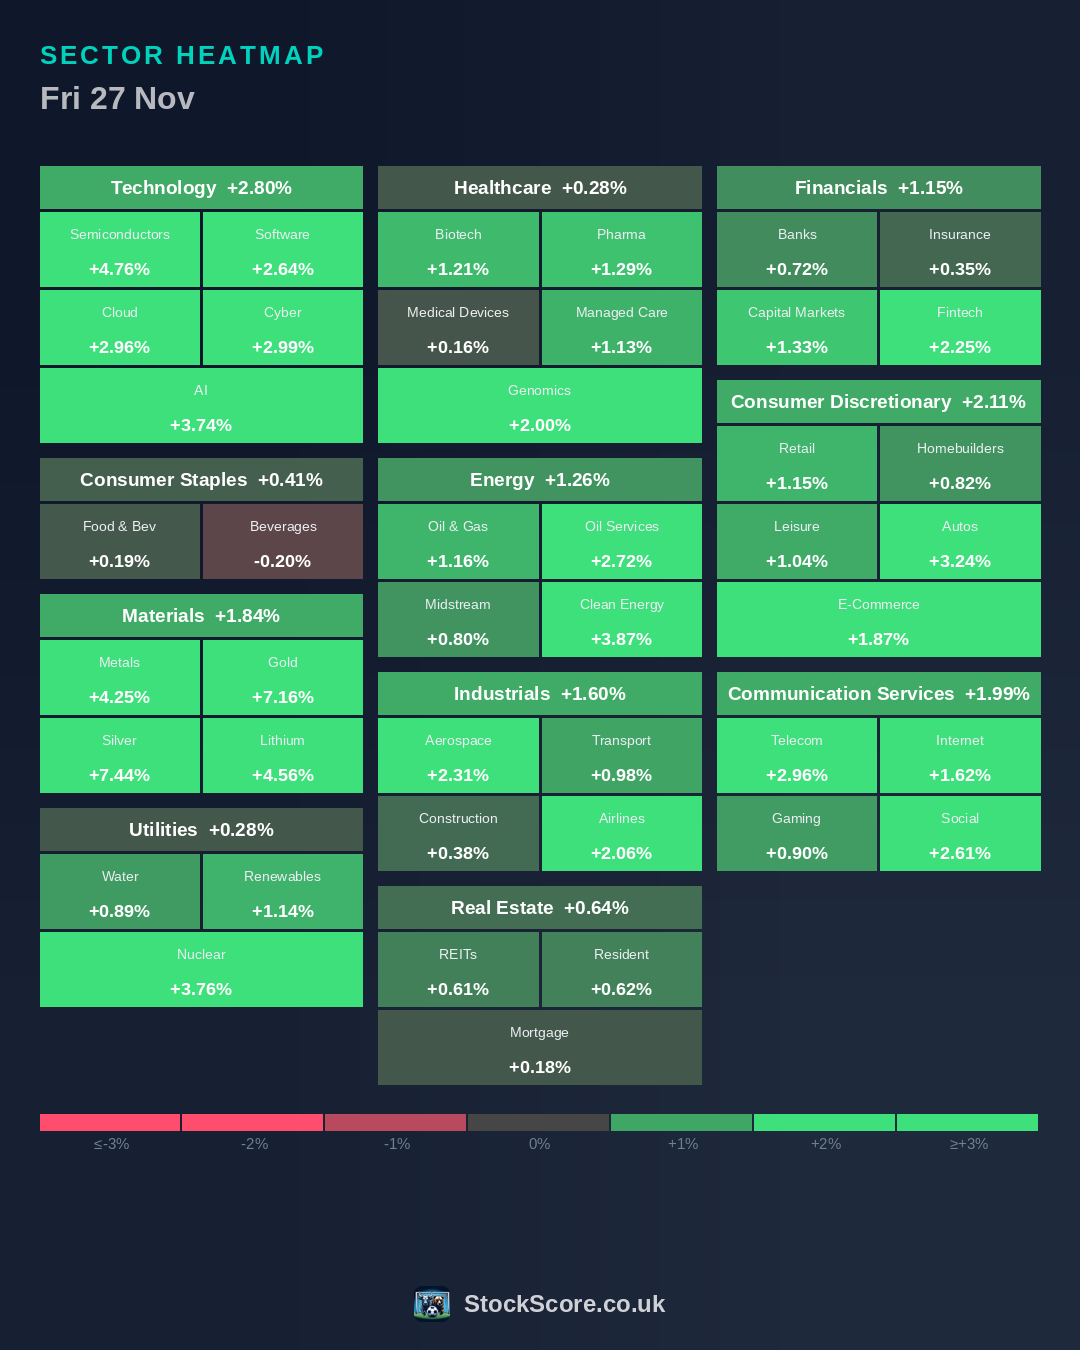 SECTOR HEATMAP
Fri 27 Nov
Technology +2.80%
Semiconductors
+4.76%
Software
+2.64%
Cloud
+2.96%
Cyber
+2.99%
AI
+3.74%
Consumer Staples +0.41%
Food & Bev
+0.19%
Beverages
-0.20%
Materials +1.84%
Metals
+4.25%
Gold
+7.16%
Silver
+7.44%
Lithium
+4.56%
Utilities +0.28%
Water
+0.89%
Renewables
+1.14%
Nuclear
+3.76%
Healthcare +0.28%
Biotech
+1.21%
Pharma
+1.29%
Medical Devices
+0.16%
Managed Care
+1.13%
Genomics
+2.00%
Energy +1.26%
Oil & Gas
+1.16%
Oil Services
+2.72%
Midstream
+0.80%
Clean Energy
+3.87%
Industrials +1.60%
Aerospace
+2.31%
Transport
+0.98%
Construction
+0.38%
Airlines
+2.06%
Real Estate +0.64%
REITs
+0.61%
Resident
+0.62%
Mortgage
+0.18%
Financials +1.15%
Banks
+0.72%
Insurance
+0.35%
Capital Markets
+1.33%
Fintech
+2.25%
Consumer Discretionary +2.11%
Retail
+1.15%
Homebuilders
+0.82%
Leisure
+1.04%
Autos
+3.24%
E-Commerce
+1.87%
Communication Services +1.99%
Telecom
+2.96%
Internet
+1.62%
Gaming
+0.90%
Social
+2.61%
≤-3% -2% -1% 0% +1% +2% ≥+3%
StockScore.co.uk